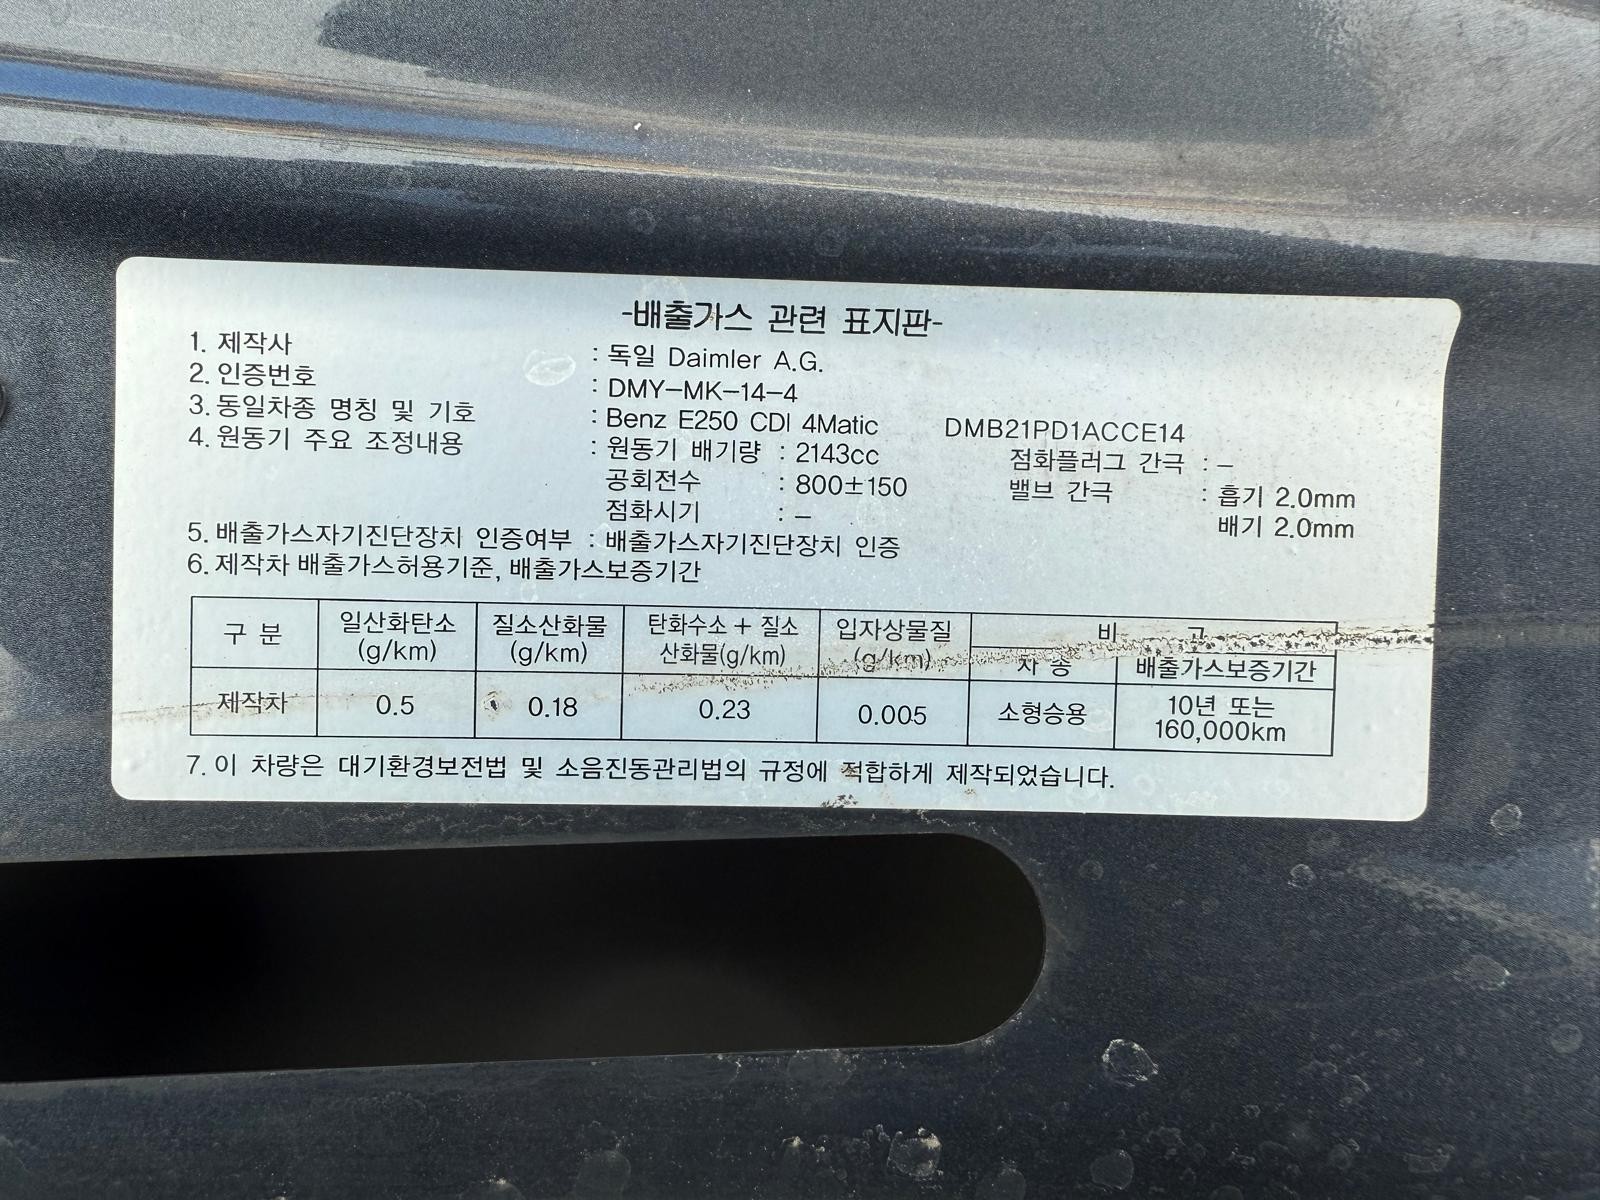 -배출가스 관련 표지판-
1. 제작사 : 독일 Daimler A.G.
2. 인증번호 : DMY-MK-14-4
3. 동일차종 명칭 및 기호 : Benz E250 CDI 4Matic DMB21PD1ACCE14
4. 원동기 주요 조정내용 : 원동기 배기량 : 2143cc 점화플러그 간극 : -
공회전수 : 800±150 밸브 간극 : 흡기 2.0mm
점화시기 : - 배기 2.0mm
5. 배출가스자기진단장치 인증여부 : 배출가스자기진단장치 인증
6. 제작차 배출가스허용기준, 배출가스보증기간
구 분 일산화탄소 (g/km) 질소산화물 (g/km) 탄화수소 + 질소산화물(g/km) 입자상물질 (g/km) 비 고
차 종 배출가스보증기간
제작차 0.5 0.18 0.23 0.005 소형승용 10년 또는 160,000km
7. 이 차량은 대기환경보전법 및 소음진동관리법의 규정에 적합하게 제작되었습니다.